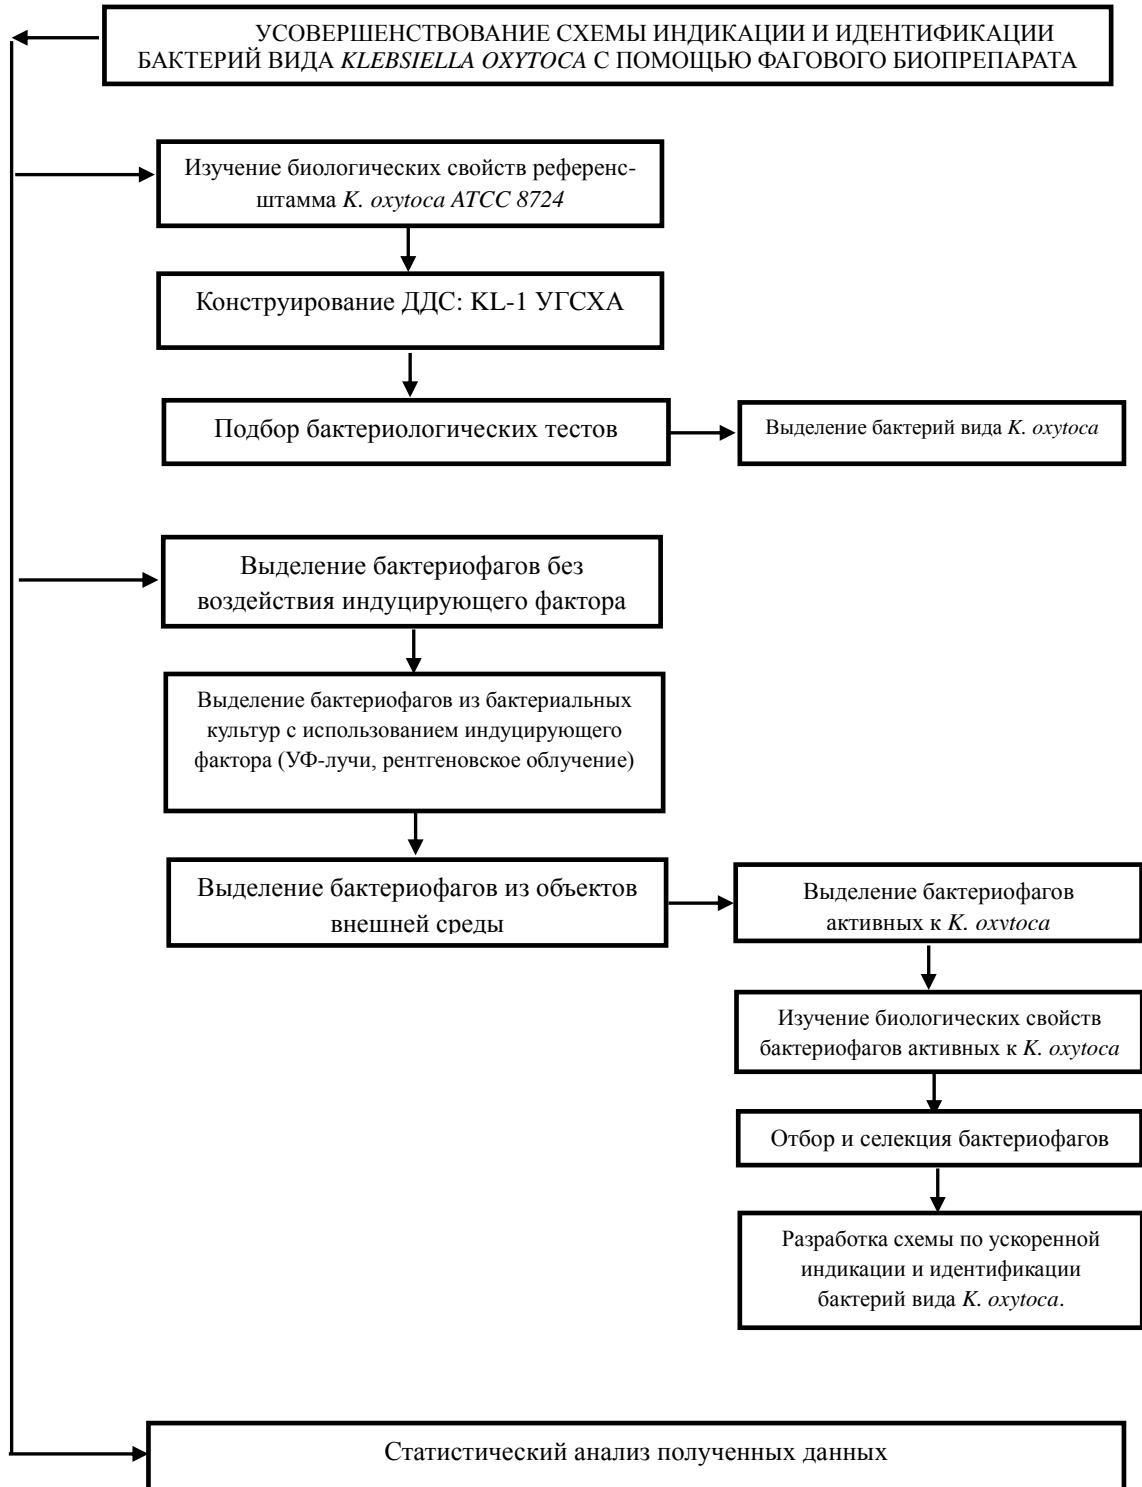 УСОВЕРШЕНСТВОВАНИЕ СХЕМЫ ИНДИКАЦИИ И ИДЕНТИФИКАЦИИ
БАКТЕРИЙ ВИДА KLEBSIELLA OXYTOCA С ПОМОЩЬЮ ФАГОВОГО БИОПРЕПАРАТА
Изучение биологических свойств референс-
штамма K. oxytoca ATCC 8724
Конструирование ДДС: KL-1 УГСХА
Подбор бактериологических тестов
Выделение бактерий вида K. oxytoca
Выделение бактериофагов без
воздействия индуцирующего фактора
Выделение бактериофагов из бактериальных
культур с использованием индуцирующего
фактора (УФ-лучи, рентгеновское облучение)
Выделение бактериофагов из объектов
внешней среды
Выделение бактериофагов
активных к K. oxytoca
Изучение биологических свойств
бактериофагов активных к K. oxytoca
Отбор и селекция бактериофагов
Разработка схемы по ускоренной
индикации и идентификации
бактерий вида K. oxytoca.
Статистический анализ полученных данных